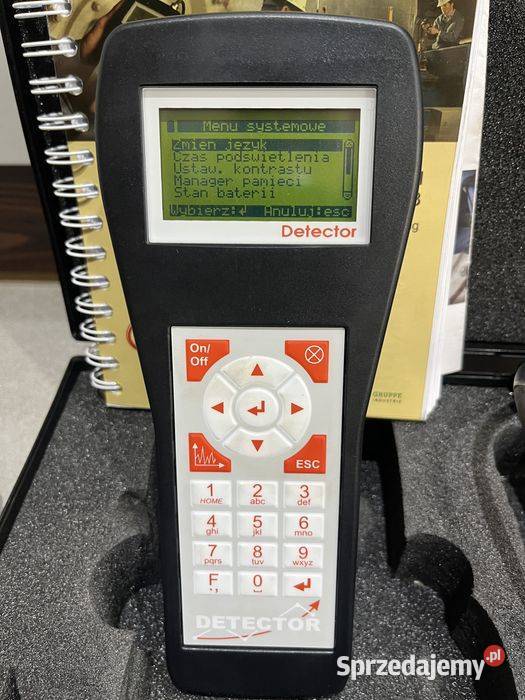 Menu systemowe
Zmien jezyk
Czas podswietlenia
Ustaw. kontrastu
Manager pamieci
Stan baterii
Wybierz:↵ Anuluj:esc
Detector
On/
Off
ESC
1 2 3
HOME abc def
4 5 6
ghi jkl mno
7 8 9
pqrs tuv wxyz
F 0
DETECTOR
GRUPPE
INDUSTRIE
Sprzedajemy.pl